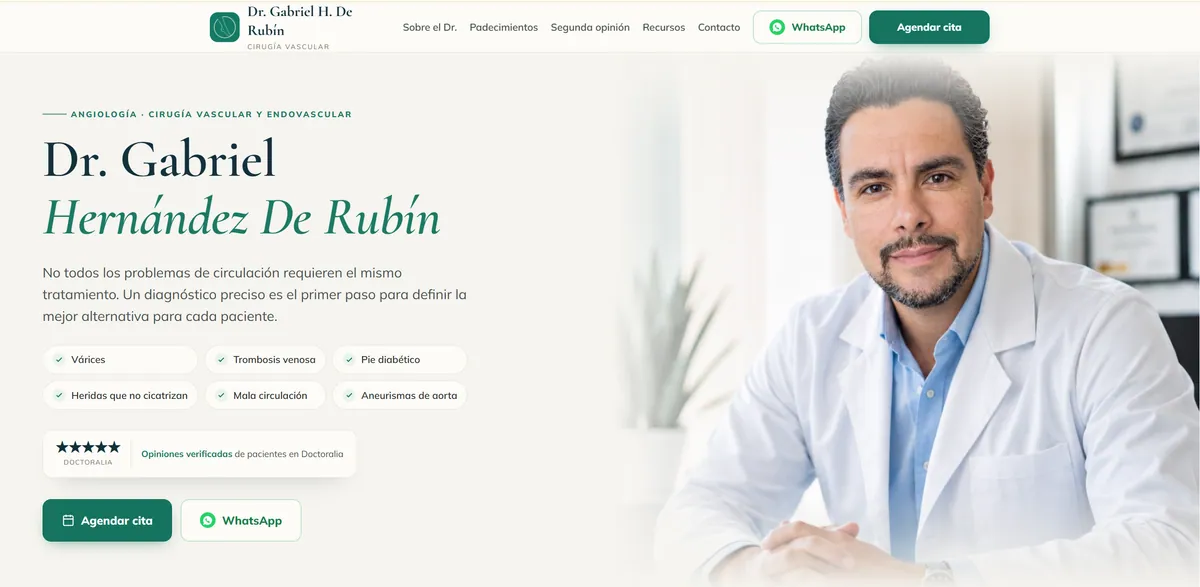 Dr. Gabriel H. De
Rubín
CIRUGÍA VASCULAR
Sobre el Dr.
Padecimientos
Segunda opinión
Recursos
Contacto
WhatsApp
Agendar cita
ANGIOLOGÍA · CIRUGÍA VASCULAR Y ENDOVASCULAR
Dr. Gabriel
Hernández De Rubín
No todos los problemas de circulación requieren el mismo
tratamiento. Un diagnóstico preciso es el primer paso para definir la
mejor alternativa para cada paciente.
Várices
Trombosis venosa
Pie diabético
Heridas que no cicatrizan
Mala circulación
Aneurismas de aorta
★★★★★
DOCTORALIA
Opiniones verificadas de pacientes en Doctoralia
Agendar cita
WhatsApp